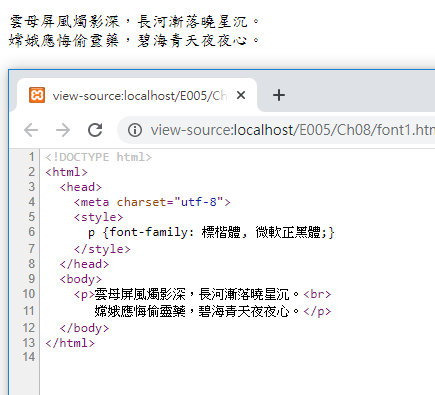 雲母屏風燭影深，長河漸落曉星沉。
嫦娥應悔偷靈藥，碧海青天夜夜心。
view-source:localhost/E005/Ch
view-source:localhost/E005/Ch08/font1.htm
1 <!DOCTYPE html>
2 <html>
3 <head>
4 <meta charset="utf-8">
5 <style>
6 p {font-family: 標楷體, 微軟正黑體;}
7 </style>
8 </head>
9 <body>
10 <p>雲母屏風燭影深，長河漸落曉星沉。<br>
11 嫦娥應悔偷靈藥，碧海青天夜夜心。</p>
12 </body>
13 </html>
14